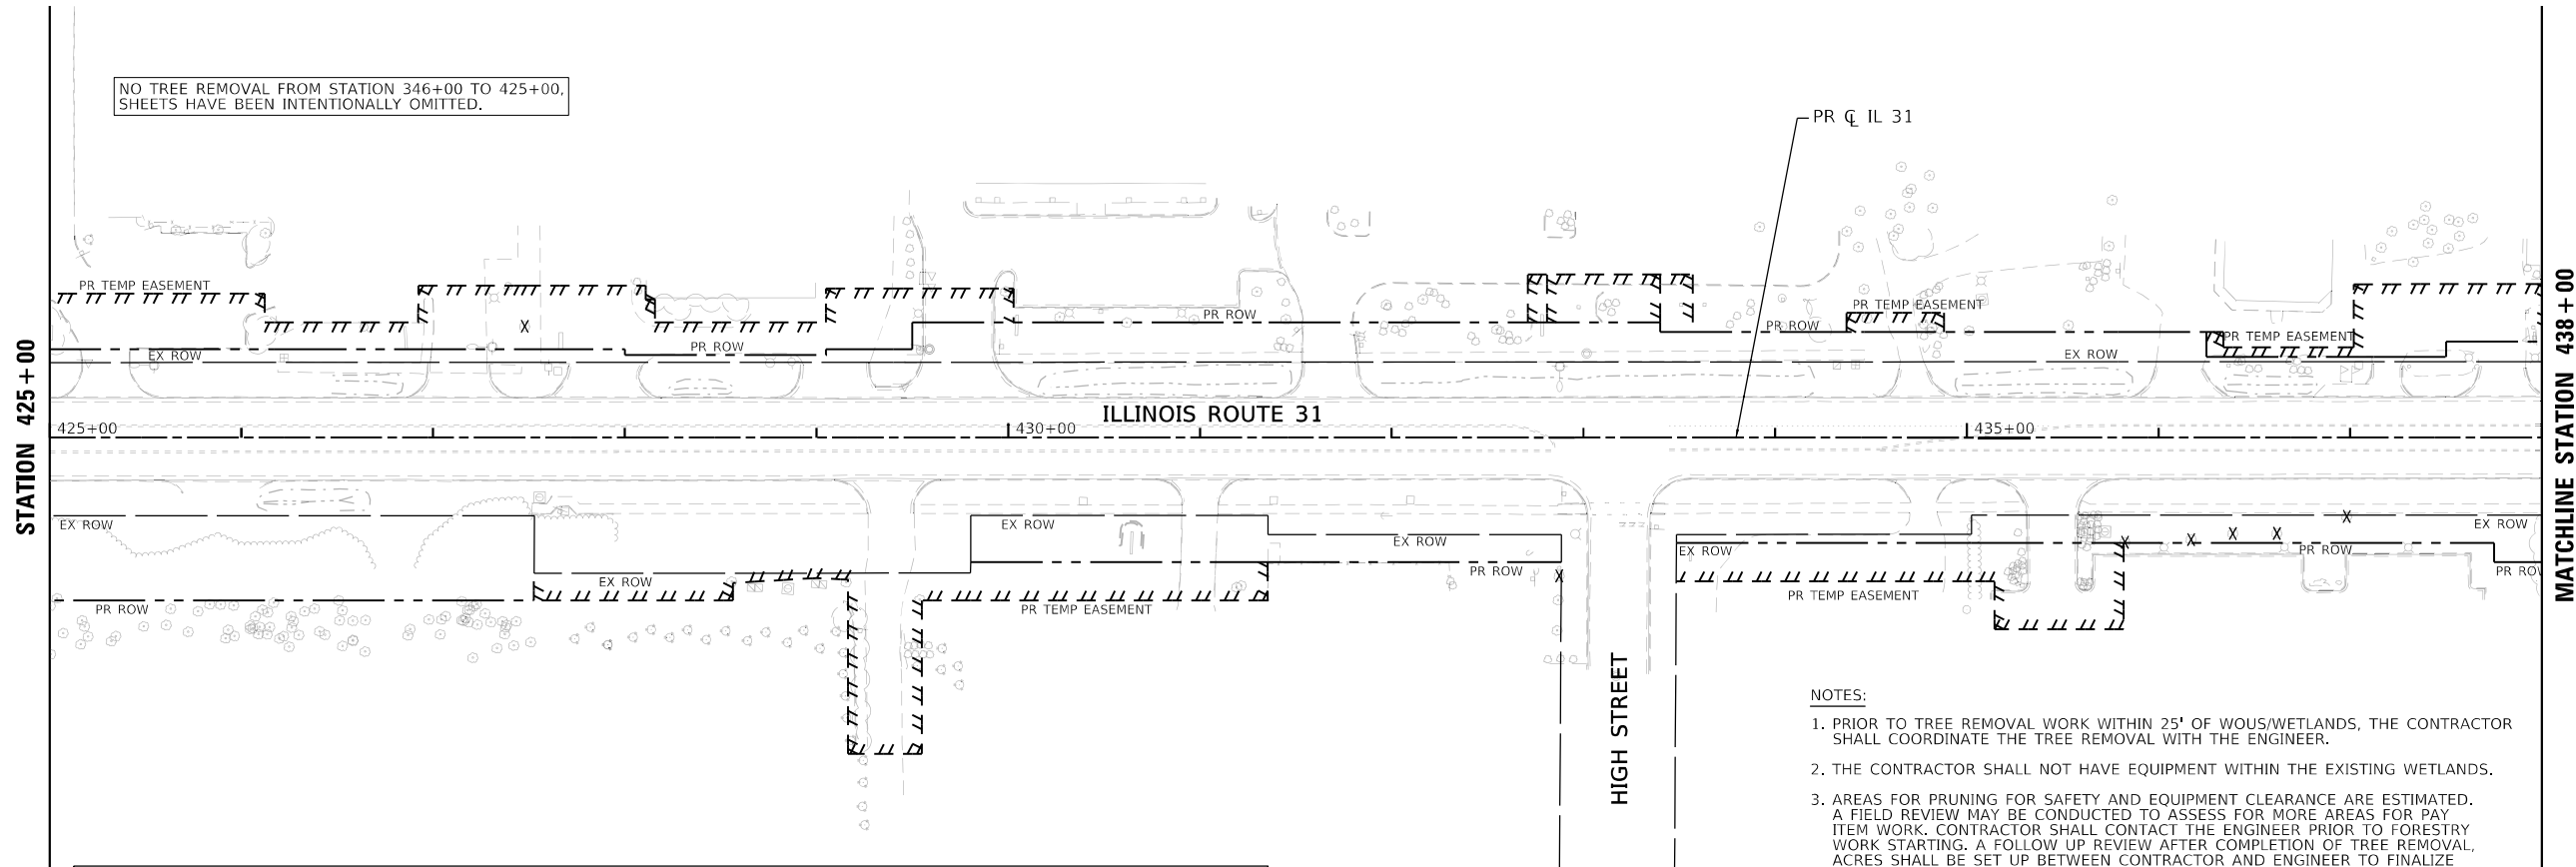 NO TREE REMOVAL FROM STATION 346+00 TO 425+00,
SHEETS HAVE BEEN INTENTIONALLY OMITTED.
PR ℄ IL 31
PR TEMP EASEMENT
PR TEMP EASEMENT
PR ROW
PR ROW
PR TEMP EASEMENT
PR ROW
EX ROW
EX ROW
X
ILLINOIS ROUTE 31
425+00
430+00
435+00
STATION 425+00
MATCHLINE STATION 438+00
EX ROW
EX ROW
EX ROW
EX ROW
EX ROW
EX ROW
X
X
X
X
X
X
PR ROW
PR ROW
PR ROW
PR ROW
PR TEMP EASEMENT
PR TEMP EASEMENT
HIGH STREET
NOTES:
1. PRIOR TO TREE REMOVAL WORK WITHIN 25' OF WOUS/WETLANDS, THE CONTRACTOR
SHALL COORDINATE THE TREE REMOVAL WITH THE ENGINEER.
2. THE CONTRACTOR SHALL NOT HAVE EQUIPMENT WITHIN THE EXISTING WETLANDS.
3. AREAS FOR PRUNING FOR SAFETY AND EQUIPMENT CLEARANCE ARE ESTIMATED.
A FIELD REVIEW MAY BE CONDUCTED TO ASSESS FOR MORE AREAS FOR PAY
ITEM WORK. CONTRACTOR SHALL CONTACT THE ENGINEER PRIOR TO FORESTRY
WORK STARTING. A FOLLOW UP REVIEW AFTER COMPLETION OF TREE REMOVAL,
ACRES SHALL BE SET UP BETWEEN CONTRACTOR AND ENGINEER TO FINALIZE